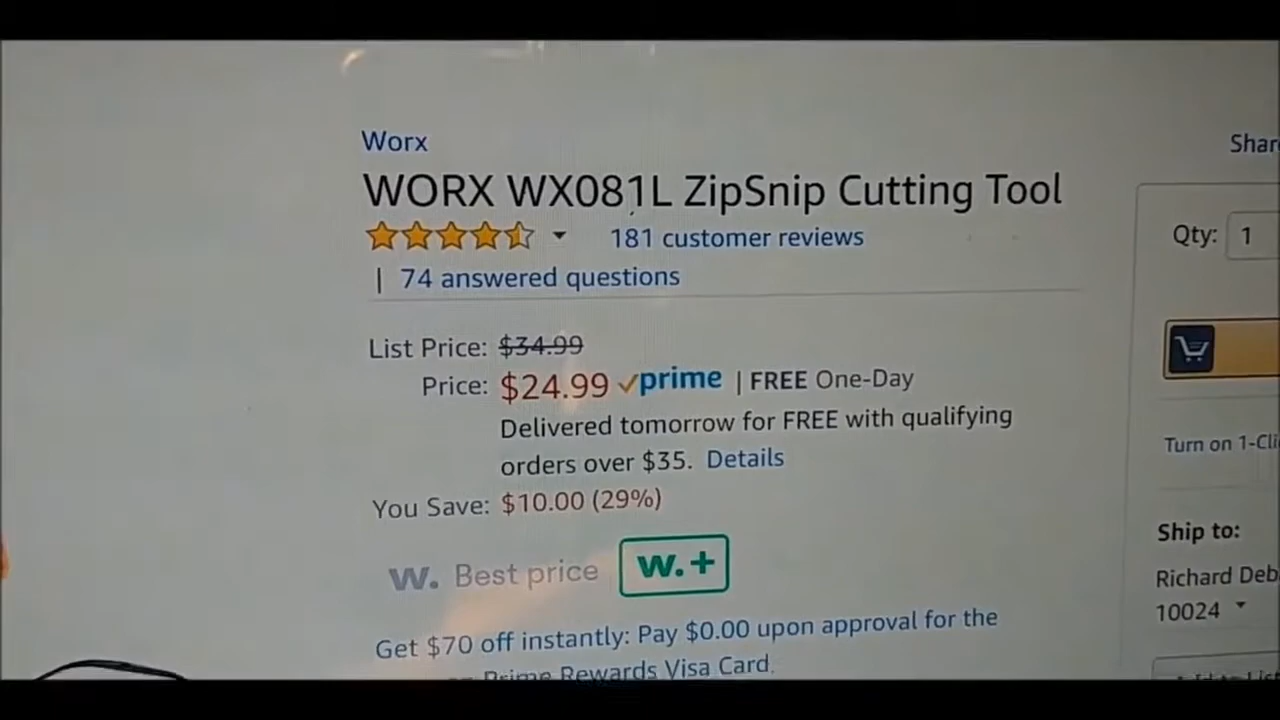 Worx
WORX WX081L ZipSnip Cutting Tool
181 customer reviews
| 74 answered questions
List Price: $34.99
Price: $24.99 prime | FREE One-Day
Delivered tomorrow for FREE with qualifying
orders over $35. Details
You Save: $10.00 (29%)
w. Best price w.+
Get $70 off instantly: Pay $0.00 upon approval for the
Prime Rewards Visa Card.
Shar
Qty: 1
Turn on 1-Cli
Ship to:
Richard Deb
10024